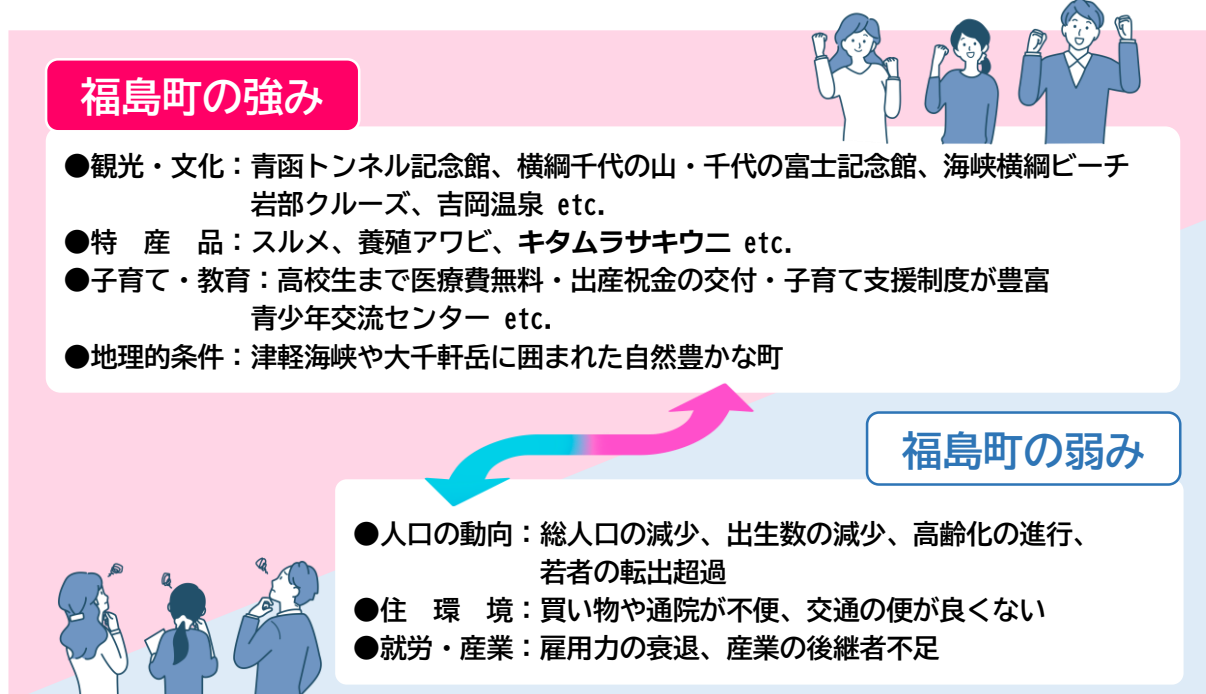 福島町の強み
●観光・文化：青函トンネル記念館、横綱千代の山・千代の富士記念館、海峡横綱ビーチ
岩部クルーズ、吉岡温泉 etc.
●特　産　品：スルメ、養殖アワビ、キタムラサキウニ etc.
●子育て・教育：高校生まで医療費無料・出産祝金の交付・子育て支援制度が豊富
青少年交流センター etc.
●地理的条件：津軽海峡や大千軒岳に囲まれた自然豊かな町
福島町の弱み
●人口の動向：総人口の減少、出生数の減少、高齢化の進行、
若者の転出超過
●住　環　境：買い物や通院が不便、交通の便が良くない
●就労・産業：雇用力の衰退、産業の後継者不足